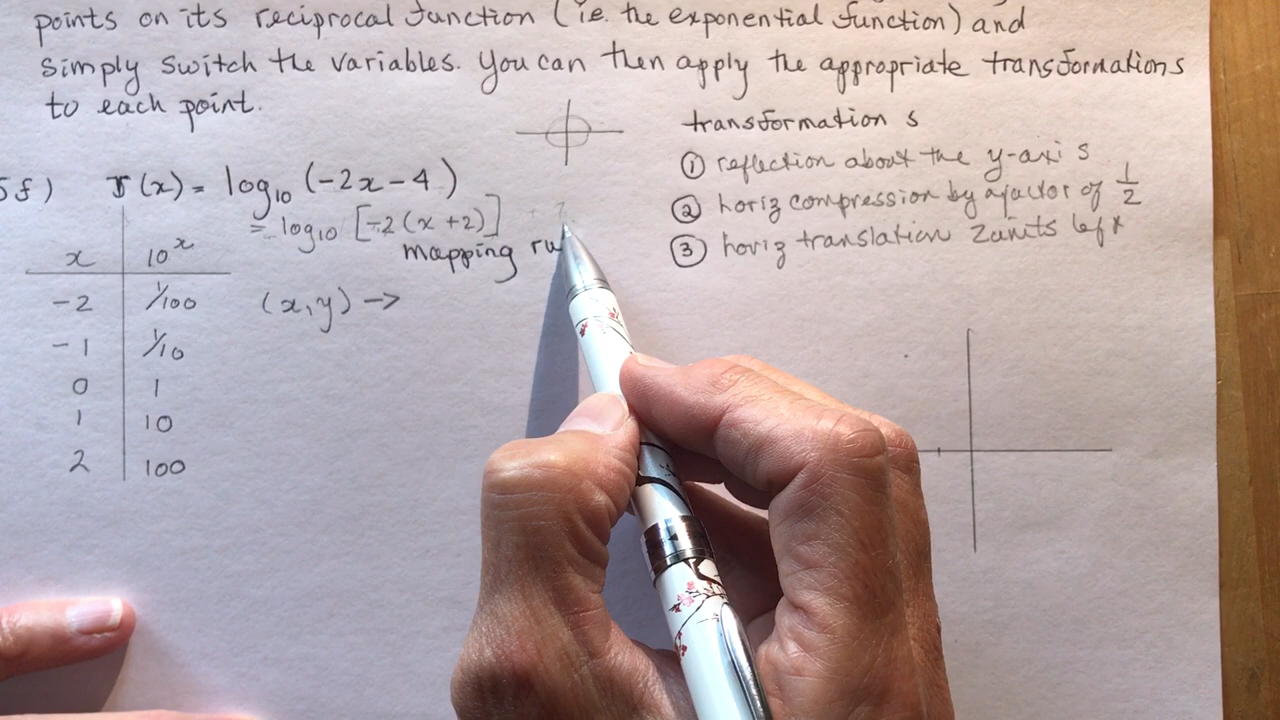 points on its reciprocal function (ie. the exponential function) and
simply switch the variables. You can then apply the appropriate transformations
to each point.
transformation s
① reflection about the y-axi s
② horiz compression by a factor of 1/2
③ horiz translation 2 units left
5f) f(x) = log₁₀ (-2x-4)
= log₁₀ [-2(x+2)]
mapping ru
x 10ˣ
-2 1/100
(x,y) →
-1 1/10
0 1
1 10
2 100